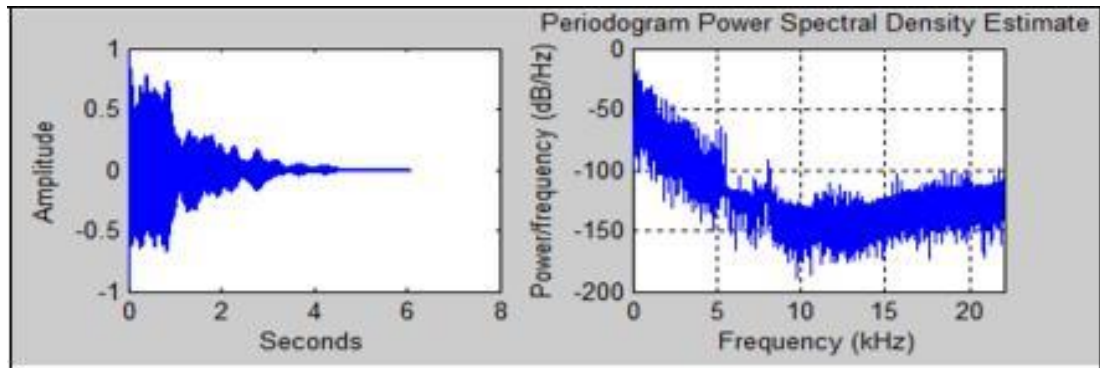 Periodogram Power Spectral Density Estimate
1
0.5
0
-0.5
-1
Amplitude
0 2 4 6 8
Seconds
0
-50
-100
-150
-200
Power/frequency (dB/Hz)
0 5 10 15 20
Frequency (kHz)